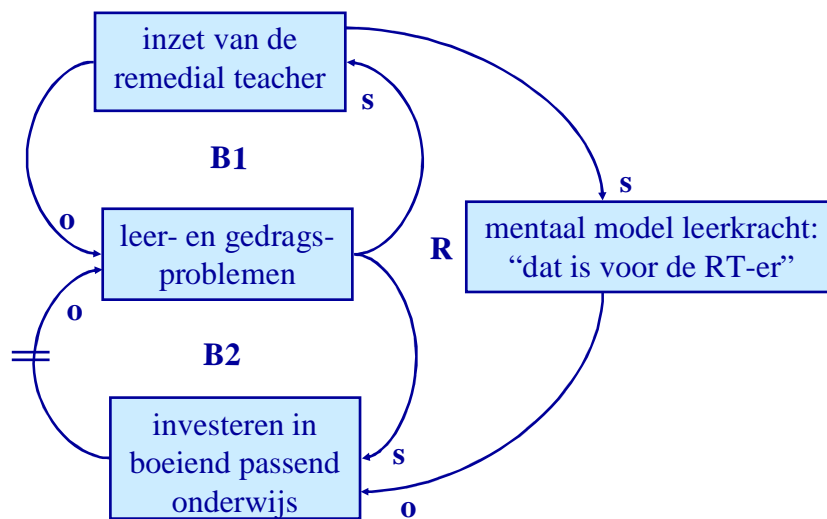 inzet van de
remedial teacher
s
B1
s
o
leer- en gedrags-
problemen
R
mentaal model leerkracht:
“dat is voor de RT-er”
o
B2
investeren in
boeiend passend
onderwijs
s
o